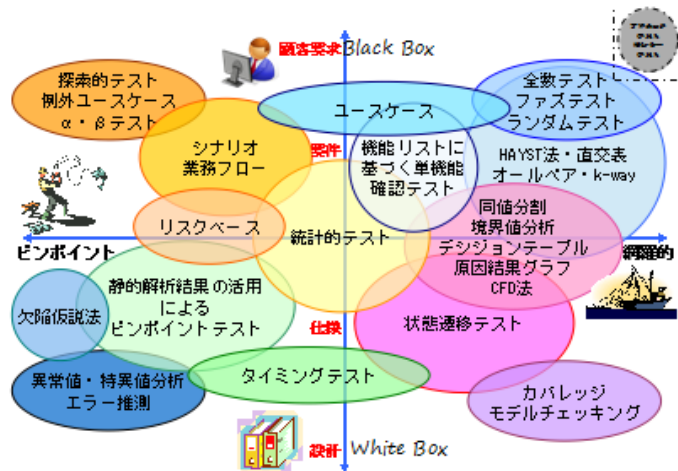 顧客要求 Black Box
探索的テスト
例外ユースケース
α・βテスト
ユースケース
全数テスト
ファズテスト
ランダムテスト
シナリオ
業務フロー
要件
機能リストに
基づく単機能
確認テスト
HAYST法・直交表
オールペア・k-way
リスクベース
統計的テスト
同値分割
境界値分析
デシジョンテーブル
原因結果グラフ
CFD法
ピンポイント
網羅的
欠陥仮説法
静的解析結果の活用
による
ピンポイントテスト
仕様
状態遷移テスト
異常値・特異値分析
エラー推測
タイミングテスト
カバレッジ
モデルチェッキング
設計 White Box